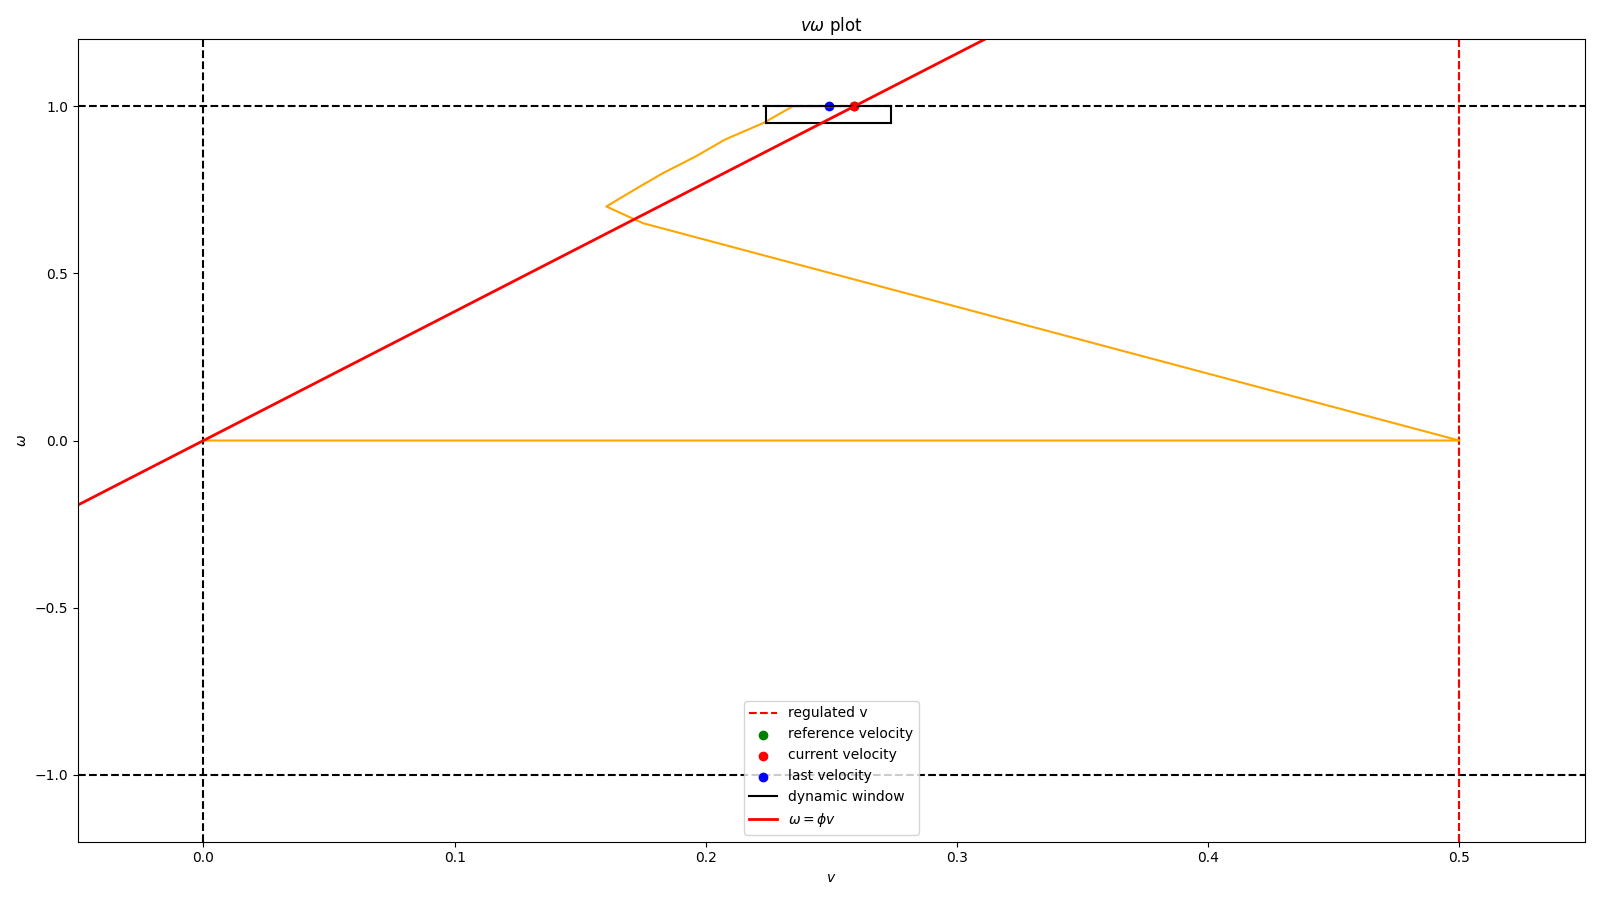 vω plot
1.0
0.5
0.0
−0.5
−1.0
ω
regulated v
reference velocity
current velocity
last velocity
dynamic window
ω = ϕv
0.0 0.1 0.2 0.3 0.4 0.5
v